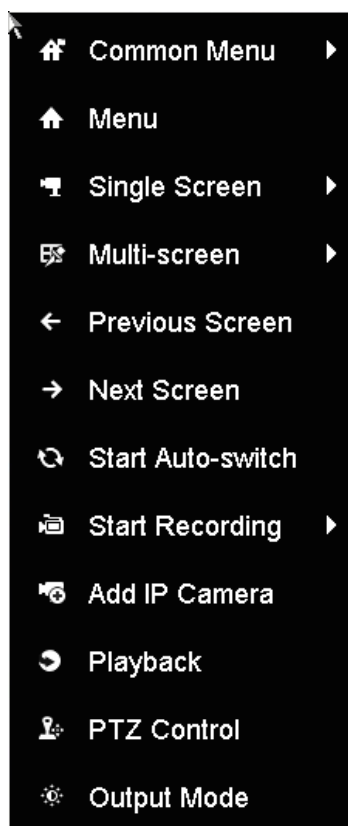 Common Menu
Menu
Single Screen
Multi-screen
Previous Screen
Next Screen
Start Auto-switch
Start Recording
Add IP Camera
Playback
PTZ Control
Output Mode